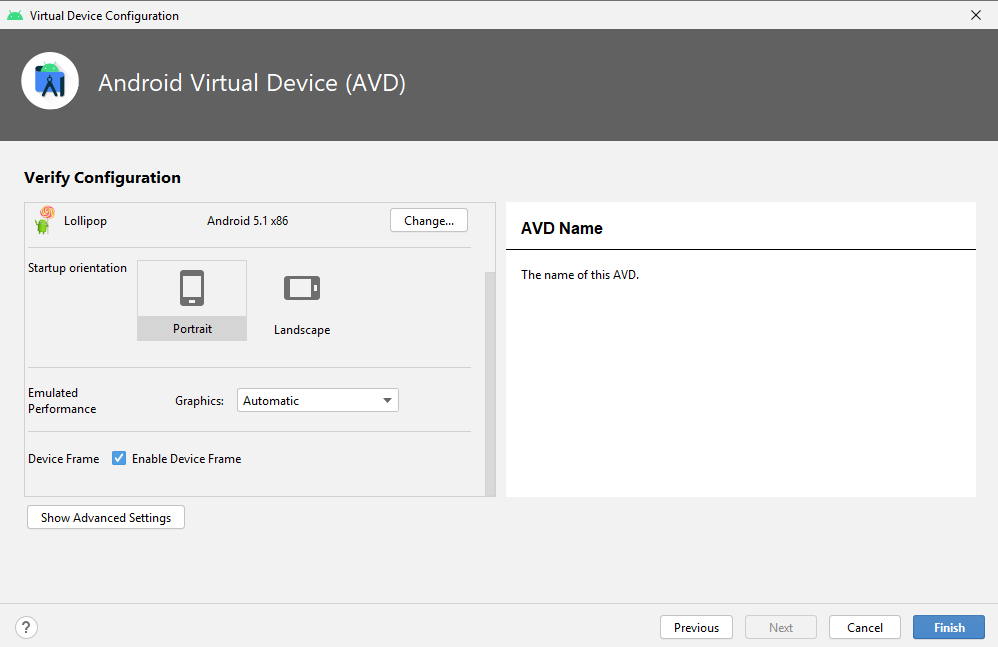 Virtual Device Configuration
Android Virtual Device (AVD)
Verify Configuration
Lollipop Android 5.1 x86 Change...
Startup orientation
Portrait Landscape
Emulated
Performance
Graphics: Automatic
Device Frame Enable Device Frame
Show Advanced Settings
AVD Name
The name of this AVD.
? Previous Next Cancel Finish